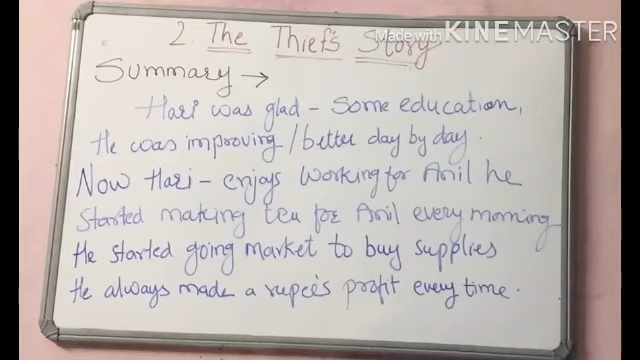 2. The Thief's Story
Made with KINEMASTER
Summary →
Hari was glad - Some education,
He was improving / better day by day.
Now Hari - enjoys working for Anil he
Started making tea for Anil every morning
He started going market to buy supplies
He always made a rupee's profit every time.